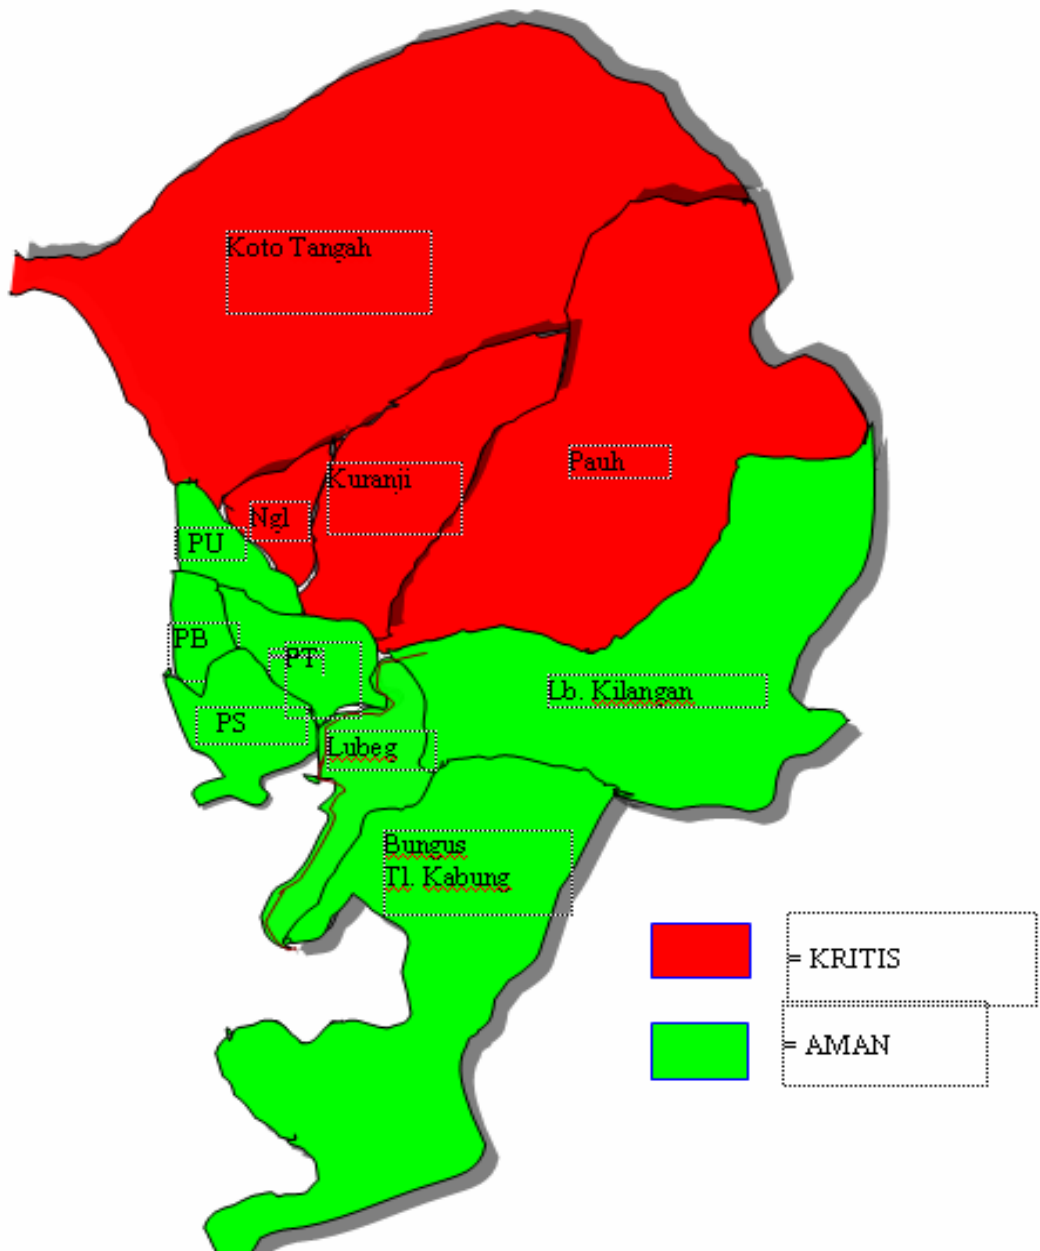 Koto Tangah
Kuranji
Pauh
Ngl
PU
PB
PT
PS
Lb. Kilangan
Lubeg
Bungus
Tl. Kabung
= KRITIS
= AMAN